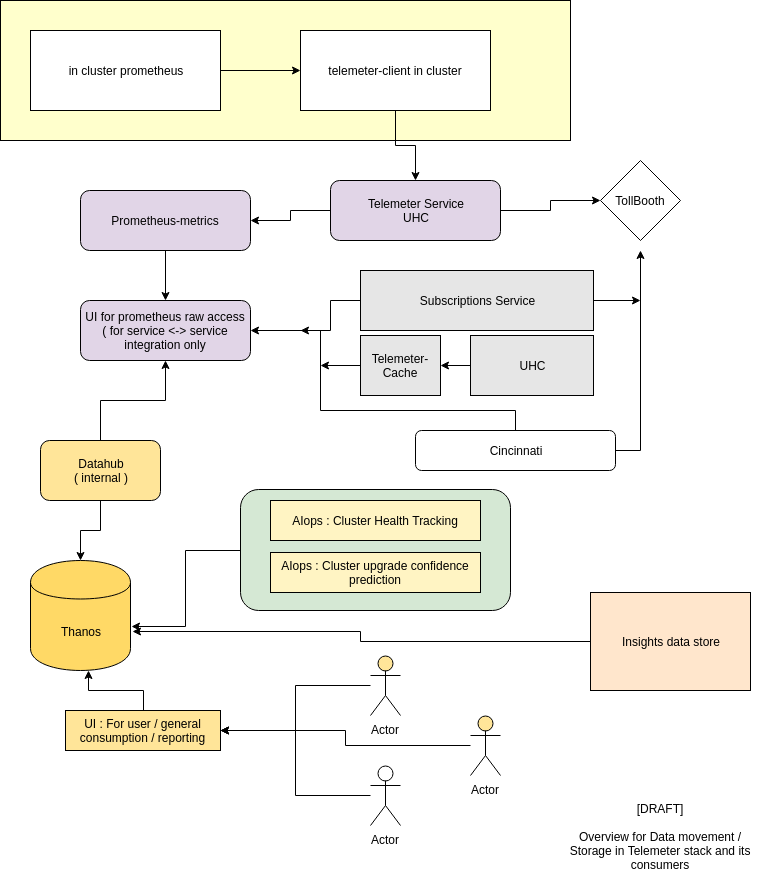 in cluster prometheus
telemeter-client in cluster
Telemeter Service
UHC
TollBooth
Prometheus-metrics
Subscriptions Service
UI for prometheus raw access
( for service <-> service
integration only
Telemeter-
Cache
UHC
Cincinnati
Datahub
( internal )
AIops : Cluster Health Tracking
AIops : Cluster upgrade confidence
prediction
Thanos
Insights data store
UI : For user / general
consumption / reporting
Actor
Actor
Actor
[DRAFT]
Overview for Data movement /
Storage in Telemeter stack and its
consumers